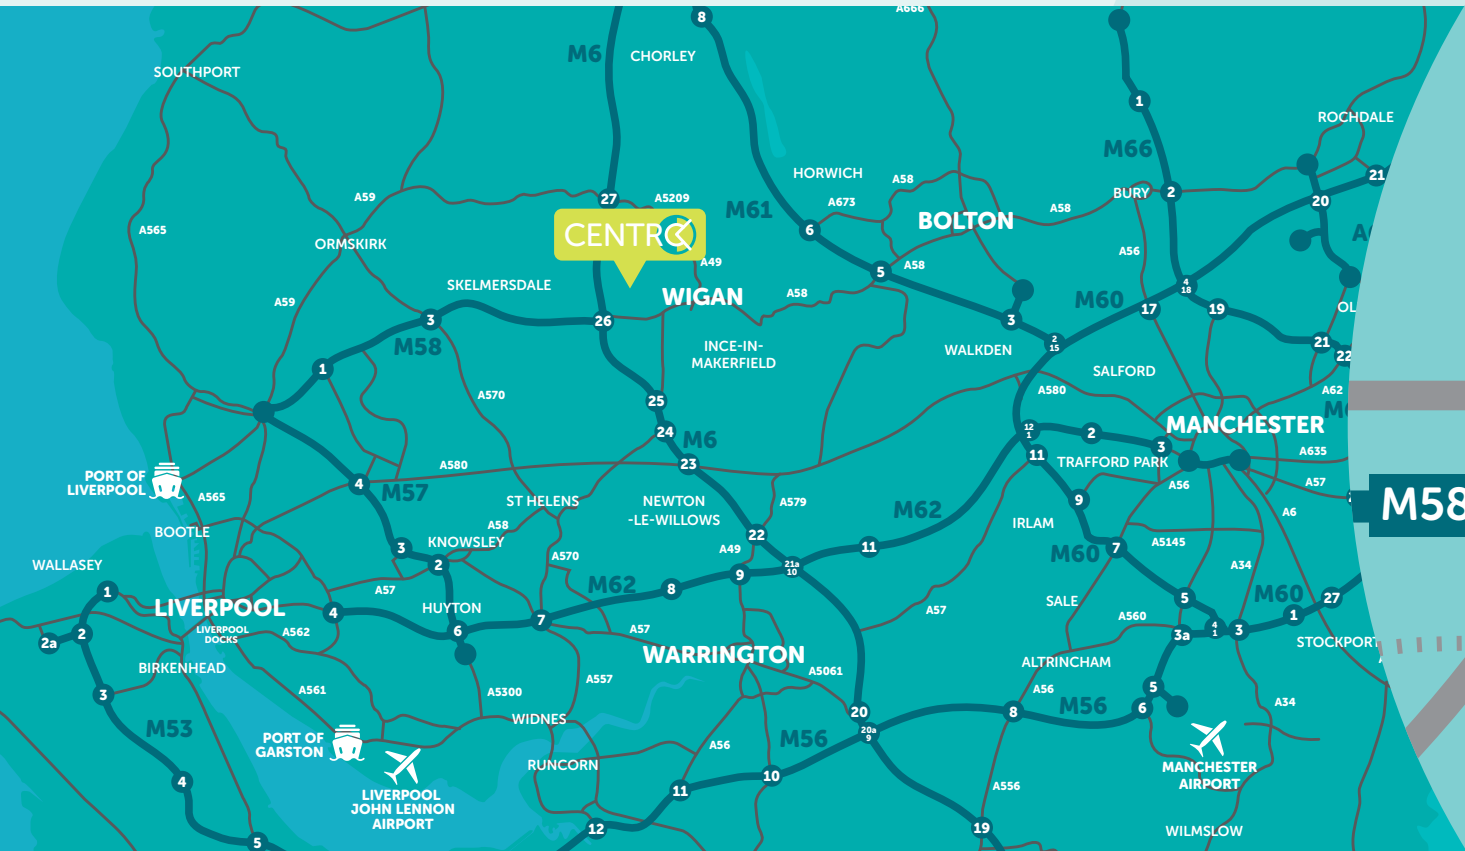 A666
8
M6
CHORLEY
SOUTHPORT
1
ROCHDALE
M66
HORWICH
A58
21
A59
27
A5209
M61
A673
BURY
2
20
A565
6
BOLTON
A58
ORMSKIRK
CENTRO
A56
A49
5
A58
SKELMERSDALE
WIGAN
A58
4
18
A59
M60
17
19
OL
3
26
3
M58
INCE-IN-
MAKERFIELD
WALKDEN
2
15
21
22
1
SALFORD
A570
A580
A62
25
24
M6
12
1
2
MANCHESTER
3
A580
23
11
TRAFFORD PARK
A635
PORT OF
LIVERPOOL
4
M57
A565
ST HELENS
NEWTON
-LE-WILLOWS
A579
9
A56
A57
M58
M62
A6
BOOTLE
A58
IRLAM
3
KNOWSLEY
22
A5145
WALLASEY
2
A570
A49
21a
10
11
M60
7
A34
1
A57
M62
8
9
5
M60
27
LIVERPOOL
4
HUYTON
7
A57
SALE
A560
1
LIVERPOOL
DOCKS
A562
6
A57
4
1
2
2a
3a
3
STOCKPORT
BIRKENHEAD
WARRINGTON
ALTRINCHAM
A5061
3
A561
A5300
A557
A56
5
M53
WIDNES
20
8
M56
6
A34
PORT OF
GARSTON
20a
9
A56
M56
RUNCORN
10
MANCHESTER
AIRPORT
4
LIVERPOOL
JOHN LENNON
AIRPORT
11
A556
12
19
WILMSLOW
5